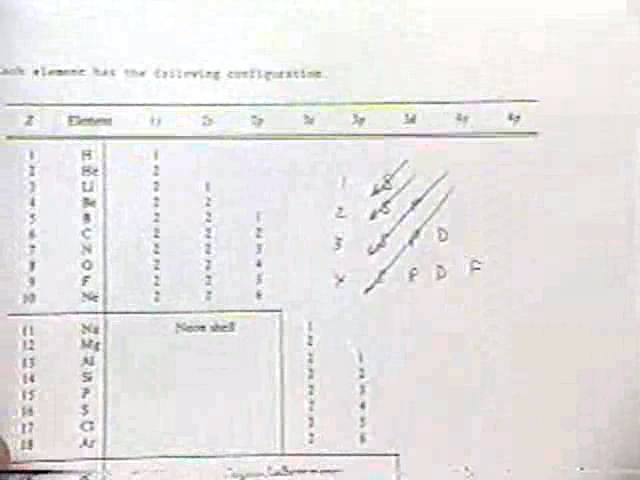 each element has the following configuration.
Z Element 1s 2s 2p 3s 3p 3d 4s 4p
1 H 1
2 He 2
3 Li 2 1
4 Be 2 2
5 B 2 2 1
6 C 2 2 2
7 N 2 2 3
8 O 2 2 4
9 F 2 2 5
10 Ne 2 2 6
1 S
2 S P
3 S P D
4 S P D F
11 Na Neon shell 1
12 Mg 2
13 Al 2 1
14 Si 2 2
15 P 2 3
16 S 2 4
17 Cl 2 5
18 Ar 2 6